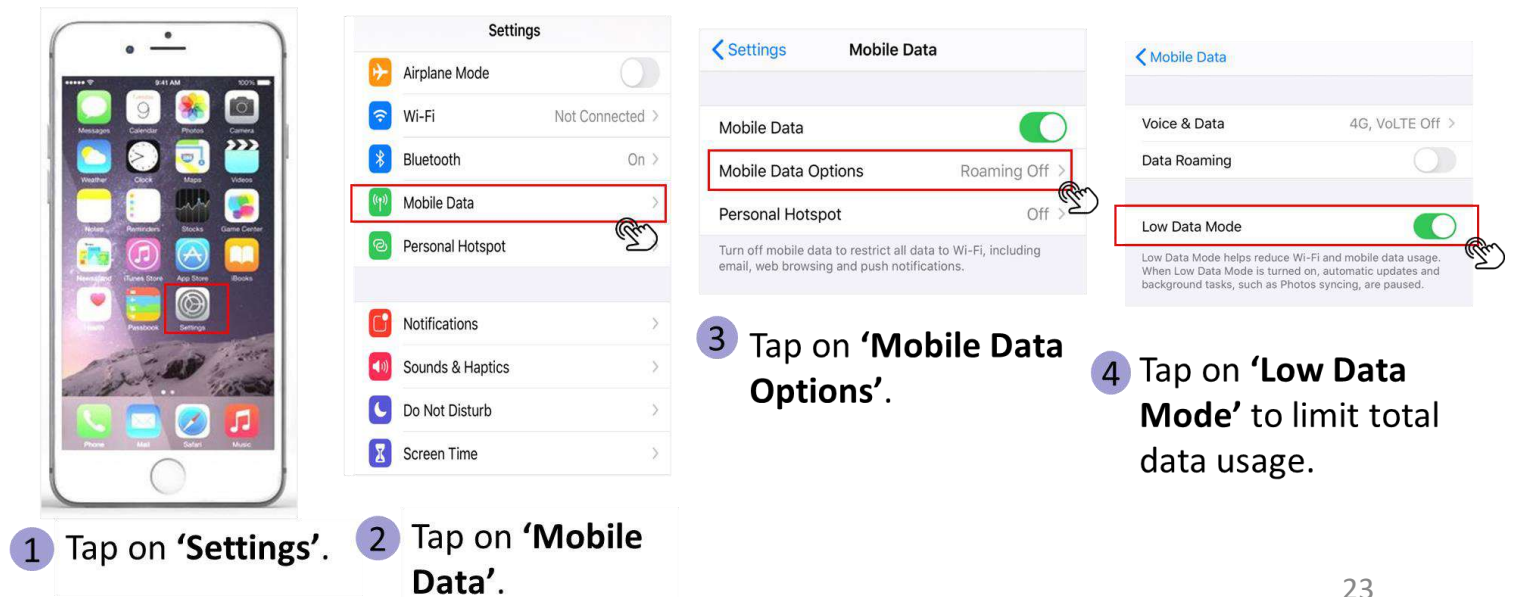 9:41 AM
100%
Tuesday
9
Messages
Calendar
Photos
Camera
Weather
Clock
Maps
Videos
Notes
Reminders
Stocks
Game Center
Newsstand
iTunes Store
App Store
iBooks
Health
Passbook
Settings
Phone
Mail
Safari
Music
1 Tap on ‘Settings’.
Settings
Airplane Mode
Wi-Fi Not Connected >
Bluetooth On >
Mobile Data >
Personal Hotspot
Notifications >
Sounds & Haptics >
Do Not Disturb >
Screen Time >
2 Tap on ‘Mobile
Data’.
< Settings Mobile Data
Mobile Data
Mobile Data Options Roaming Off >
Personal Hotspot Off >
Turn off mobile data to restrict all data to Wi-Fi, including
email, web browsing and push notifications.
3 Tap on ‘Mobile Data
Options’.
< Mobile Data
Voice & Data 4G, VoLTE Off >
Data Roaming
Low Data Mode
Low Data Mode helps reduce Wi-Fi and mobile data usage.
When Low Data Mode is turned on, automatic updates and
background tasks, such as Photos syncing, are paused.
4 Tap on ‘Low Data
Mode’ to limit total
data usage.
23